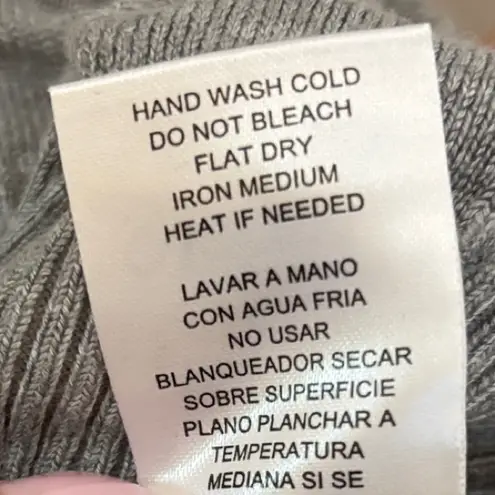 HAND WASH COLD
DO NOT BLEACH
FLAT DRY
IRON MEDIUM
HEAT IF NEEDED
LAVAR A MANO
CON AGUA FRIA
NO USAR
BLANQUEADOR SECAR
SOBRE SUPERFICIE
PLANO PLANCHAR A
TEMPERATURA
MEDIANA SI SE